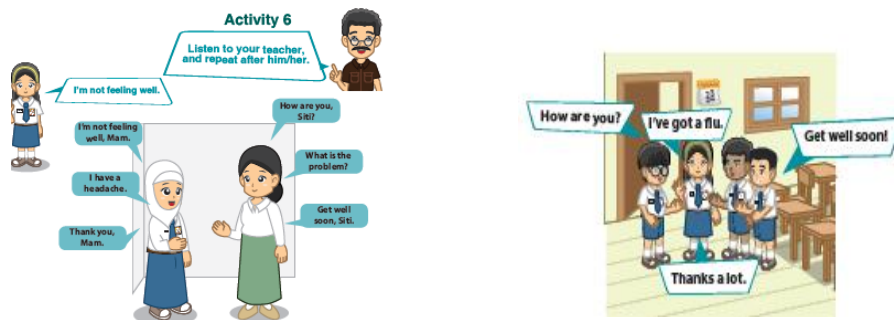 Activity 6
Listen to your teacher,
and repeat after him/her.
I'm not feeling well.
How are you,
Siti?
I'm not feeling
well, Mam.
What is the
problem?
I have a
headache.
Get well
soon, Siti.
Thank you,
Mam.
How are you?
I've got a flu.
Get well soon!
Thanks a lot.